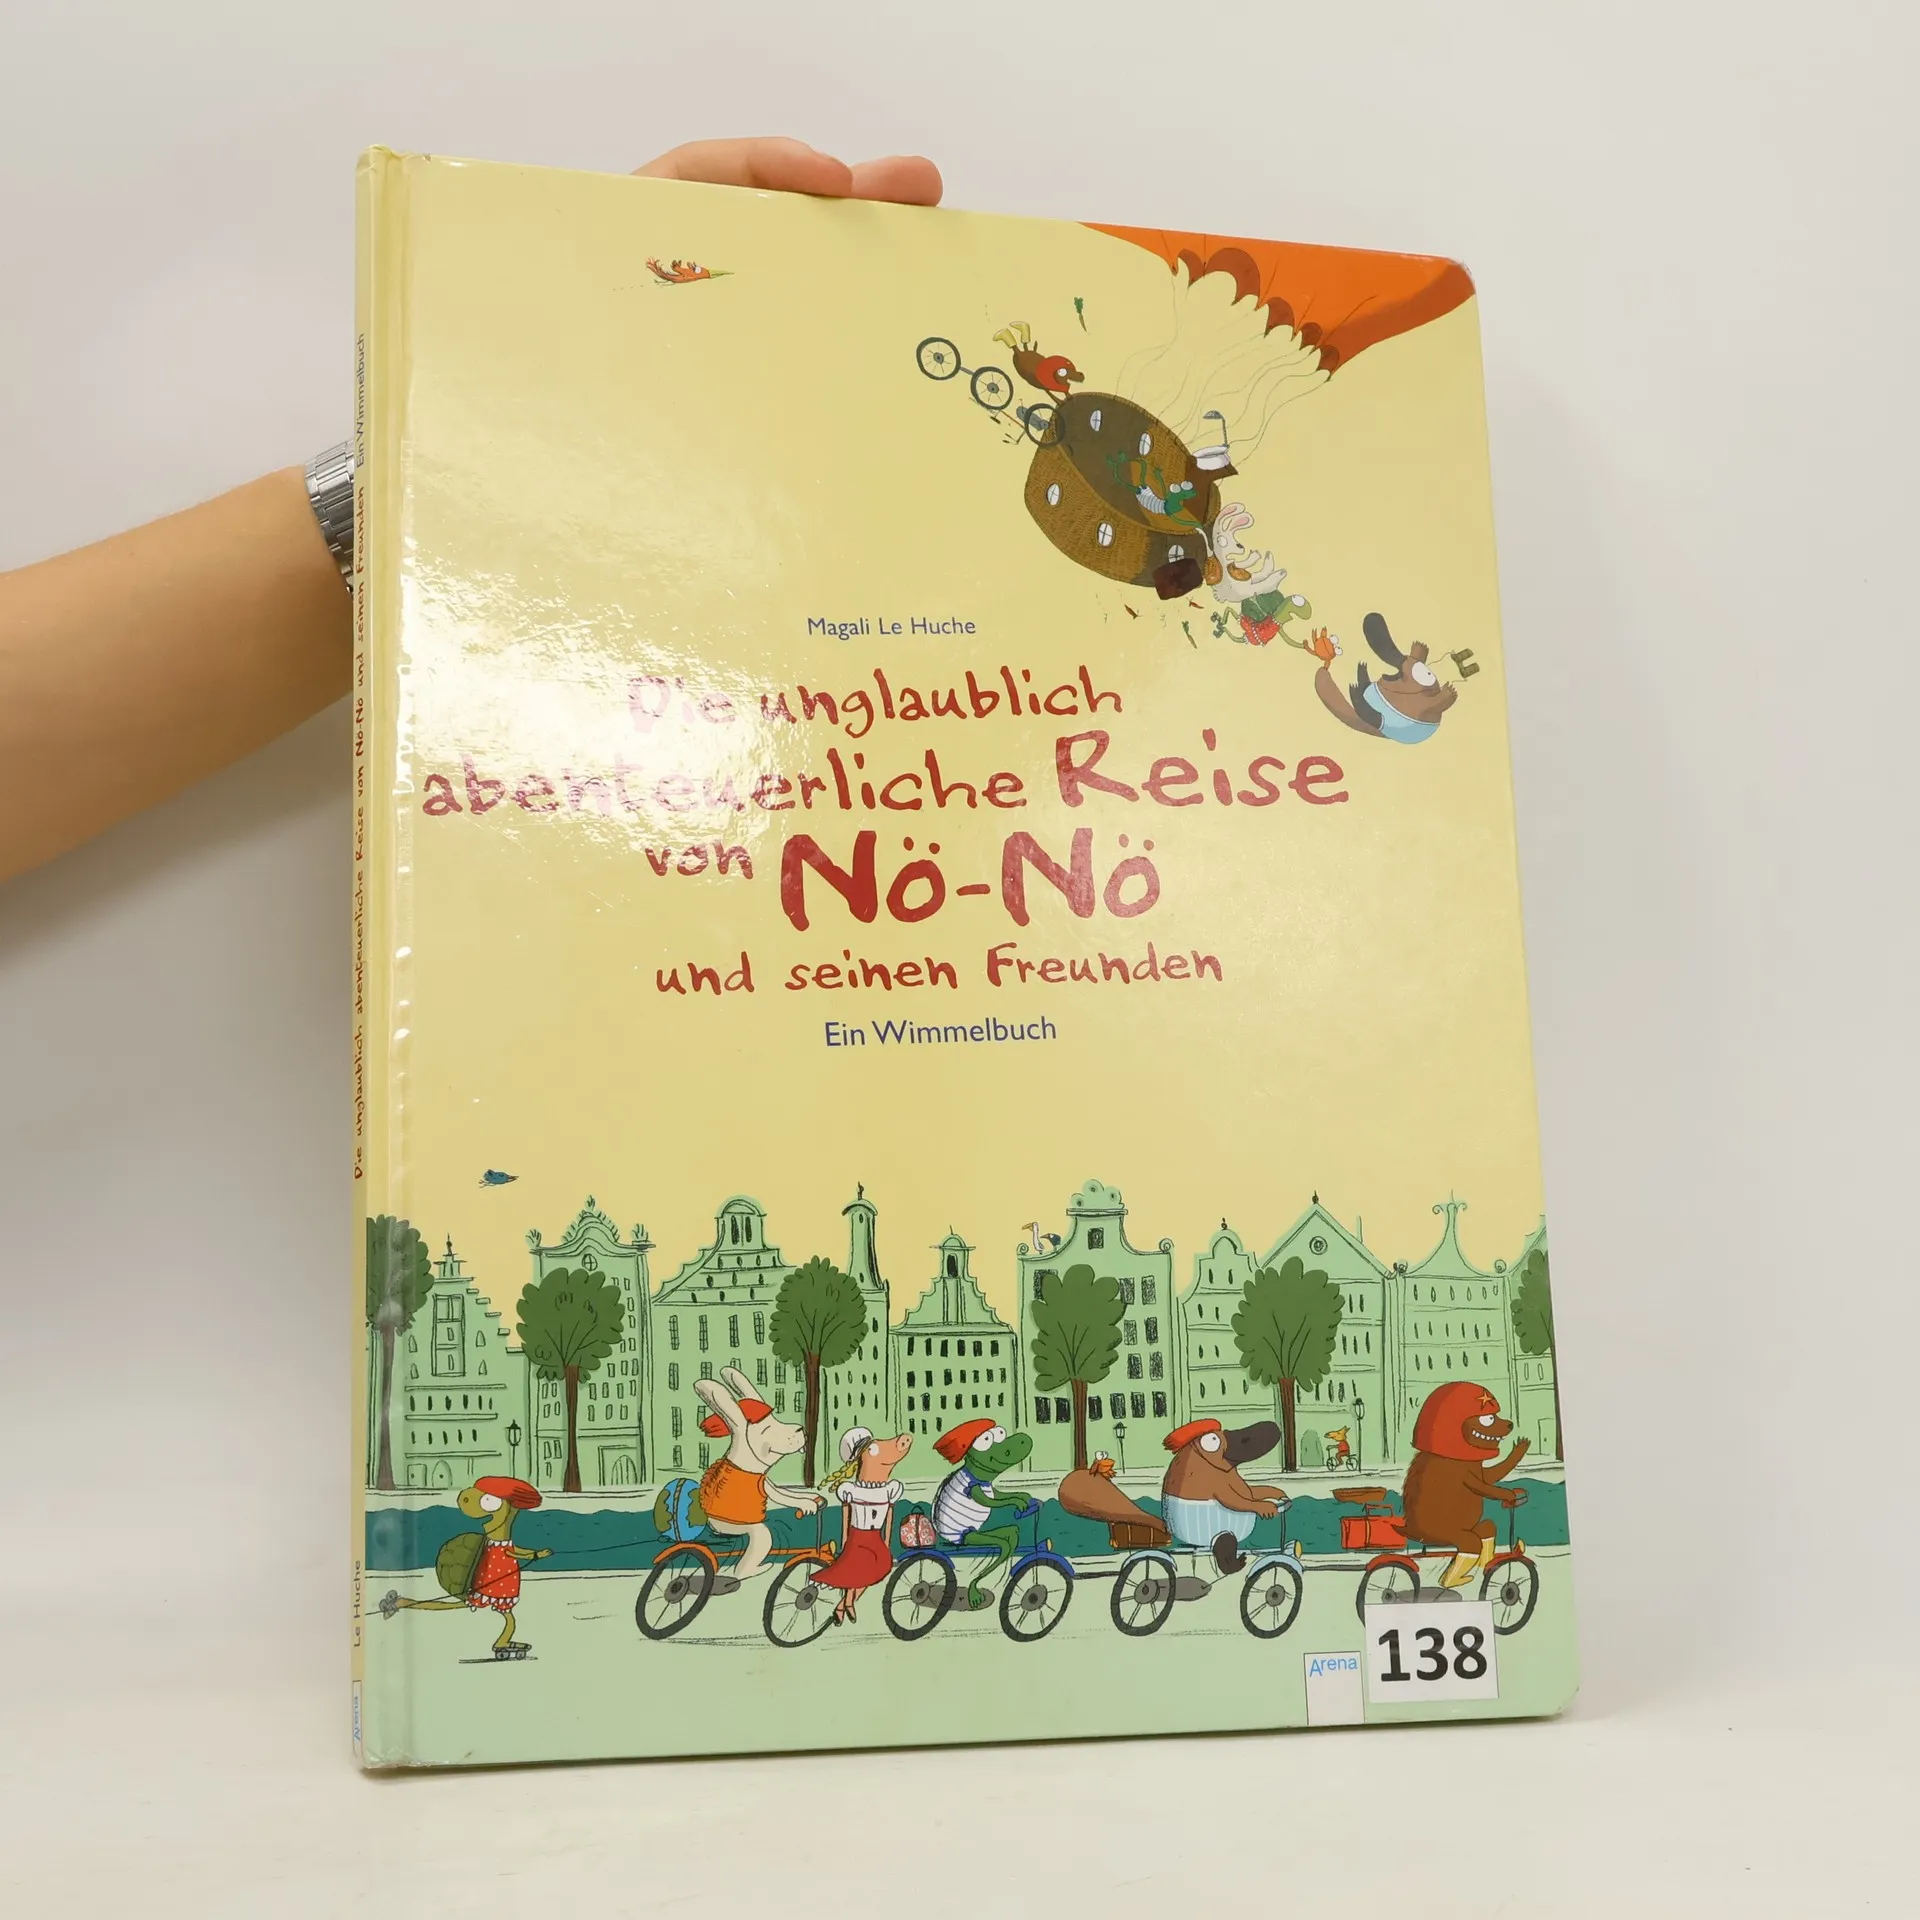 Magali Le Huche
Die unglaublich
abenteuerliche Reise
von Nö-Nö
und seinen Freunden
Ein Wimmelbuch
Arena
138
Le Huche Die unglaublich abenteuerliche Reise von Nö-Nö und seinen Freunden Ein Wimmelbuch
Arena